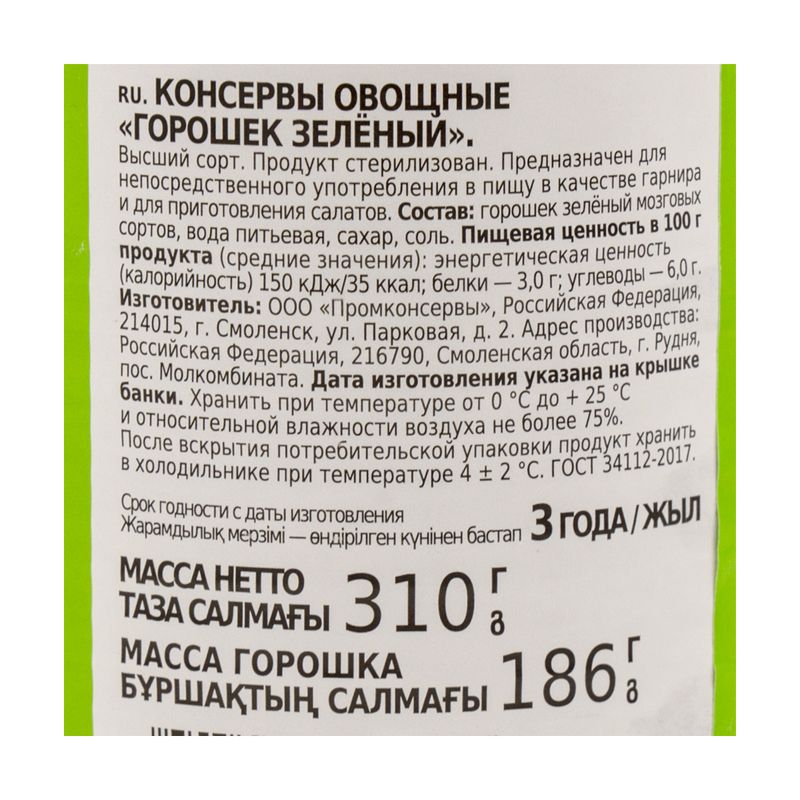 RU. КОНСЕРВЫ ОВОЩНЫЕ
«ГОРОШЕК ЗЕЛЁНЫЙ».
Высший сорт. Продукт стерилизован. Предназначен для
непосредственного употребления в пищу в качестве гарнира
и для приготовления салатов. Состав: горошек зелёный мозговых
сортов, вода питьевая, сахар, соль. Пищевая ценность в 100 г
продукта (средние значения): энергетическая ценность
(калорийность) 150 кДж/35 ккал; белки — 3,0 г; углеводы — 6,0 г.
Изготовитель: ООО «Промконсервы», Российская Федерация,
214015, г. Смоленск, ул. Парковая, д. 2. Адрес производства:
Российская Федерация, 216790, Смоленская область, г. Рудня,
пос. Молкомбината. Дата изготовления указана на крышке
банки. Хранить при температуре от 0 °C до + 25 °C
и относительной влажности воздуха не более 75%.
После вскрытия потребительской упаковки продукт хранить
в холодильнике при температуре 4 ± 2 °C. ГОСТ 34112-2017.
Срок годности с даты изготовления
Жарамдылық мерзімі — өндірілген күнінен бастап 3 ГОДА / ЖЫЛ
МАССА НЕТТО
ТАЗА САЛМАҒЫ 310 г
МАССА ГОРОШКА
БҰРШАҚТЫҢ САЛМАҒЫ 186 г